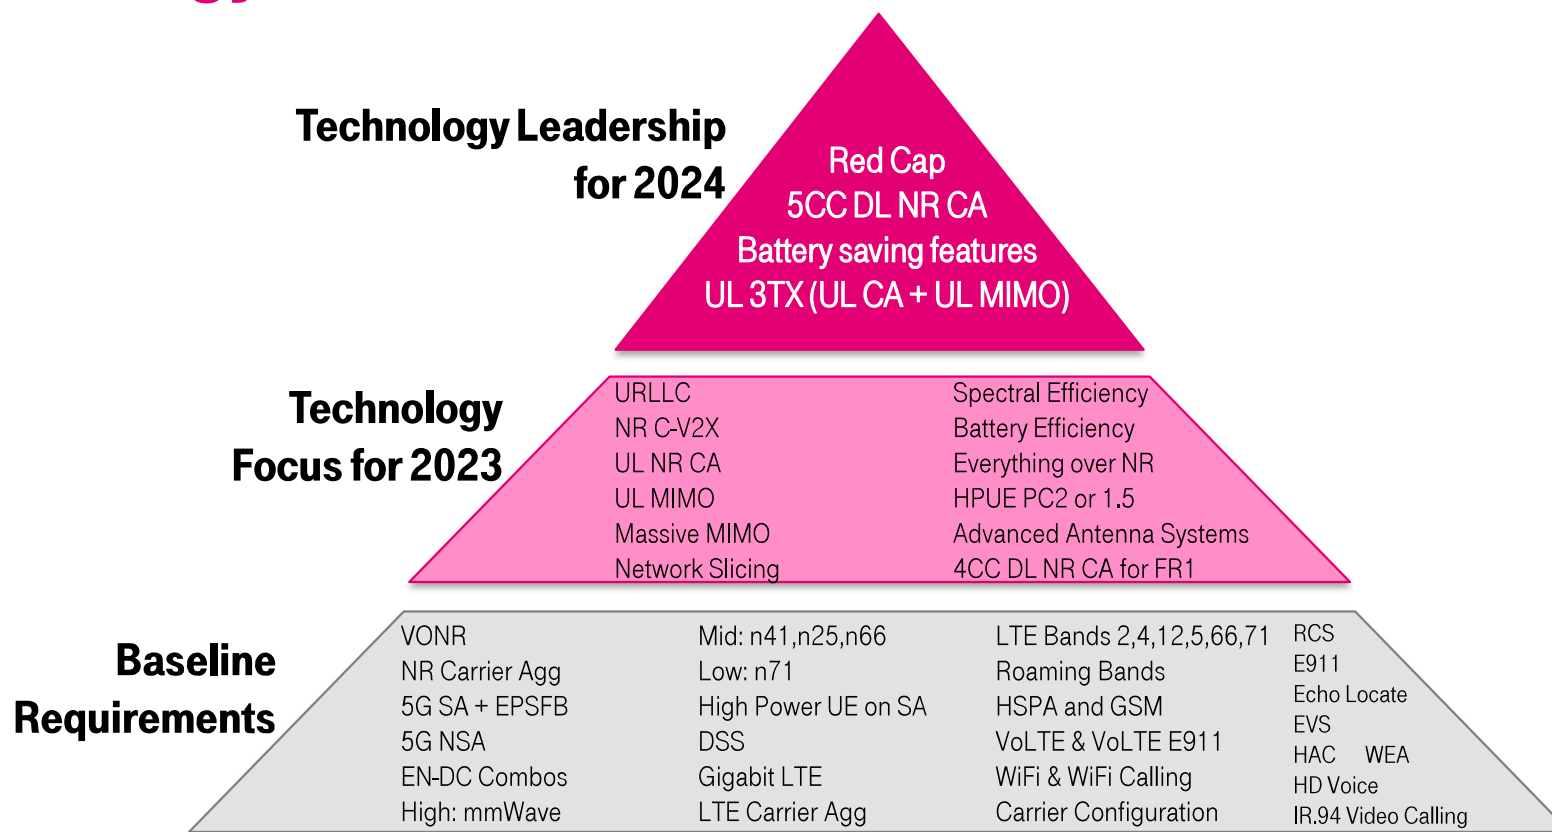 Technology Leadership
for 2024
Red Cap
5CC DL NR CA
Battery saving features
UL 3TX (UL CA + UL MIMO)
Technology
Focus for 2023
URLLC
NR C-V2X
UL NR CA
UL MIMO
Massive MIMO
Network Slicing
Spectral Efficiency
Battery Efficiency
Everything over NR
HPUE PC2 or 1.5
Advanced Antenna Systems
4CC DL NR CA for FR1
Baseline
Requirements
VONR
NR Carrier Agg
5G SA + EPSFB
5G NSA
EN-DC Combos
High: mmWave
Mid: n41,n25,n66
Low: n71
High Power UE on SA
DSS
Gigabit LTE
LTE Carrier Agg
LTE Bands 2,4,12,5,66,71
Roaming Bands
HSPA and GSM
VoLTE & VoLTE E911
WiFi & WiFi Calling
Carrier Configuration
RCS
E911
Echo Locate
EVS
HAC WEA
HD Voice
IR.94 Video Calling